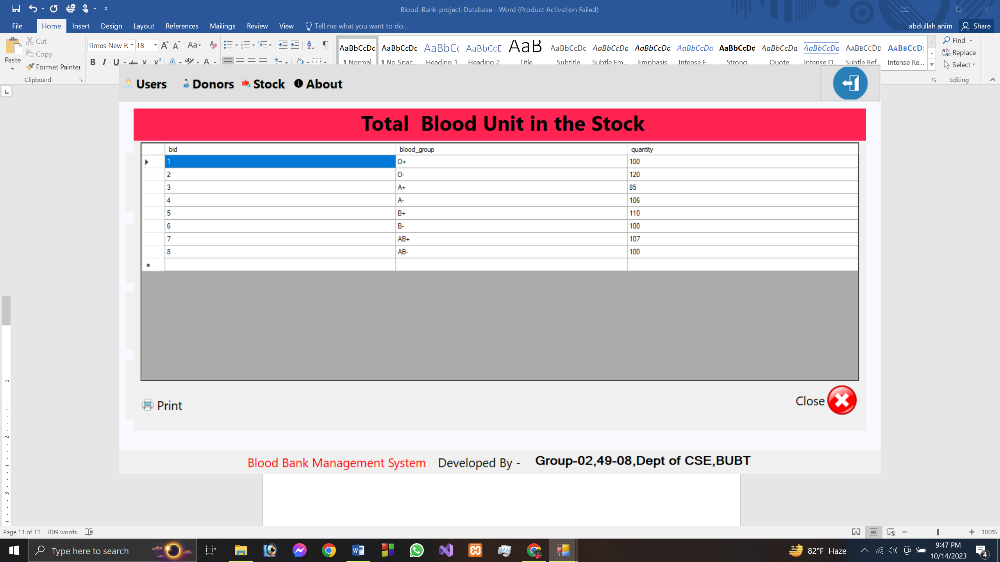 Blood-Bank-project-Database - Word (Product Activation Failed)
File Home Insert Design Layout References Mailings Review View Tell me what you want to do... abdullah anim Share
Paste Cut Copy Format Painter Clipboard
Times New R 18
AaBbCcDc AaBbCcDc AaBbCc AaBbCcD AaB AaBbCcDc AaBbCcDa AaBbCcDa AaBbCcDa AaBbCcDc AaBbCcDa AaBbCcDa AaBbCcDd AaBbCcD
¶ Normal ¶ No Spac... Heading 1 Heading 2 Title Subtitle Subtle Em... Emphasis Intense E... Strong Quote Intense Q... Subtle Ref... Intense Re...
Find
Replace
Select
Editing
Users Donors Stock About
Total Blood Unit in the Stock
bid blood_group quantity
1 O+ 100
2 O- 120
3 A+ 85
4 A- 106
5 B+ 110
6 B- 100
7 AB+ 107
8 AB- 100
Print Close
Blood Bank Management System Developed By - Group-02,49-08,Dept of CSE,BUBT
1
2
3
Page 11 of 11 809 words 100%
Type here to search 82°F Haze 9:47 PM
10/14/2023 4